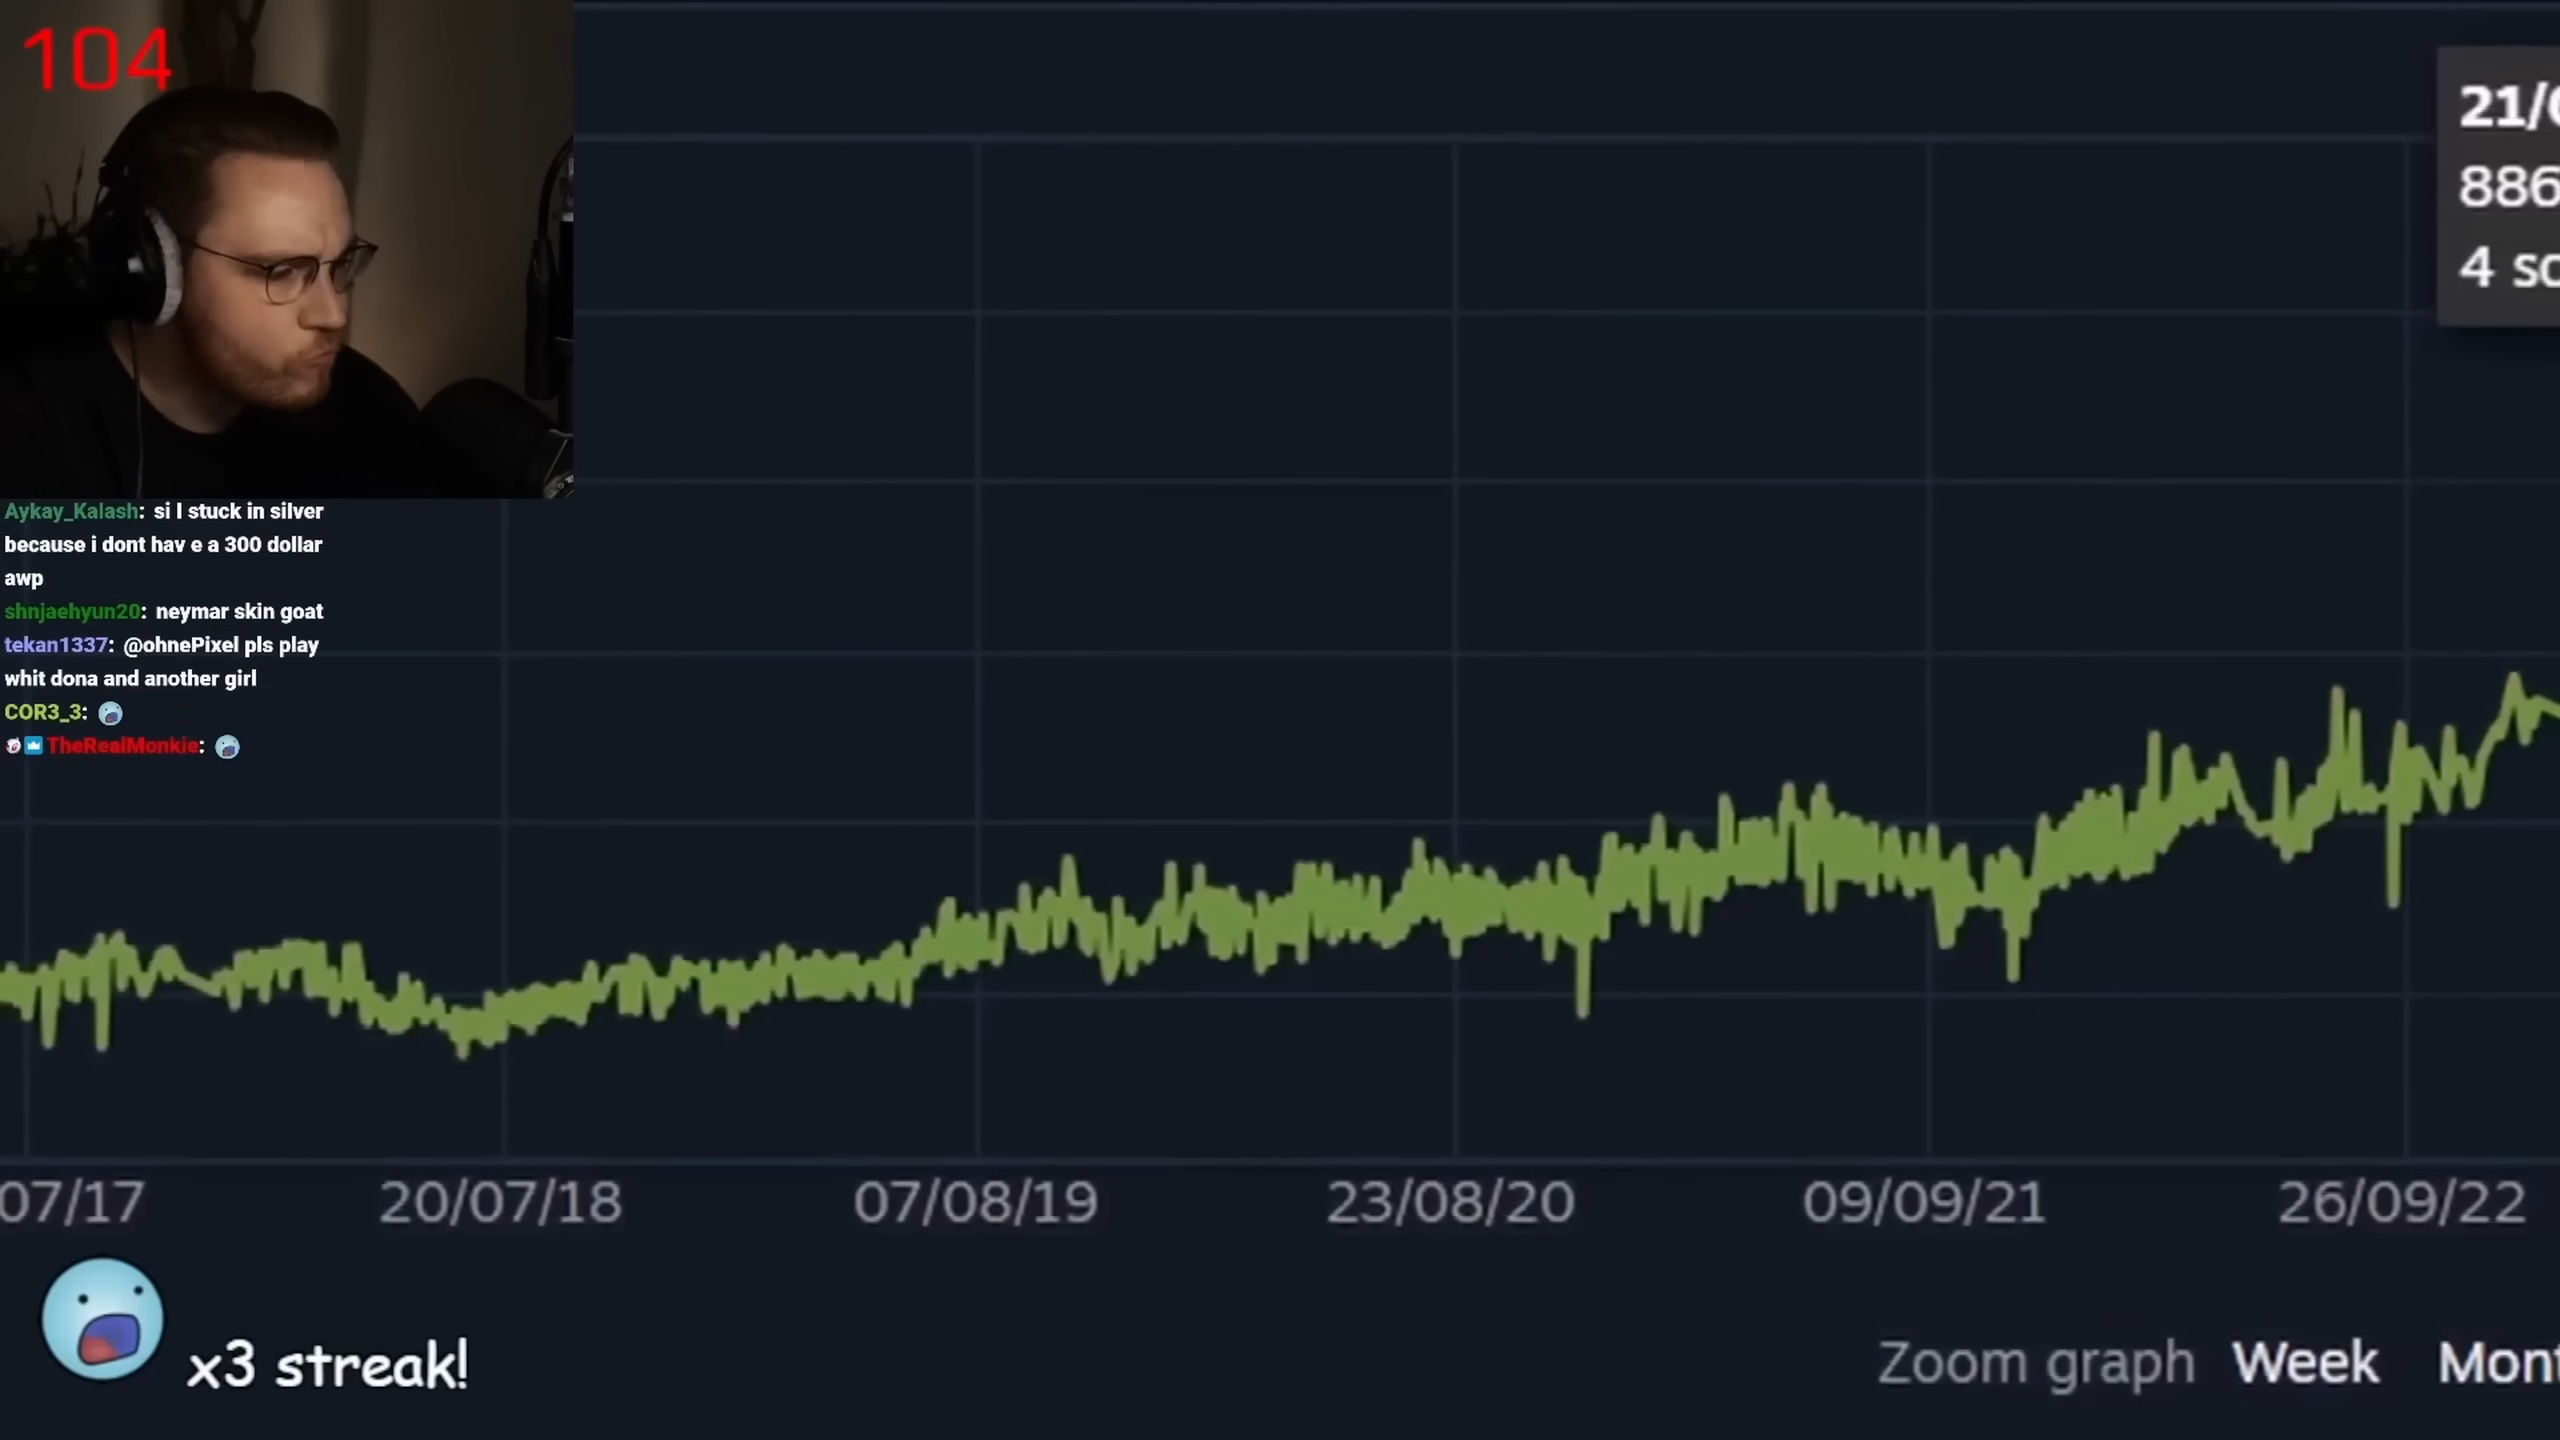 104
21/
886
4 so
Aykay_Kalash: si I stuck in silver
because i dont hav e a 300 dollar
awp
shnjaehyun20: neymar skin goat
tekan1337: @ohnePixel pls play
whit dona and another girl
COR3_3:
TheRealMonkie:
07/17
20/07/18
07/08/19
23/08/20
09/09/21
26/09/22
x3 streak!
Zoom graph Week Mont